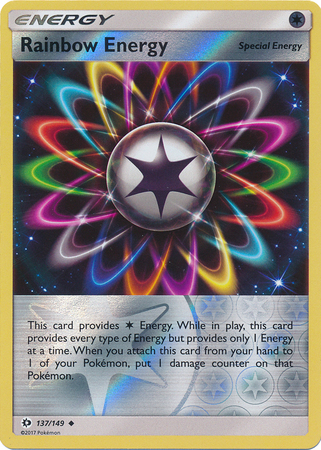 ENERGY
Rainbow Energy
Special Energy
This card provides ✶ Energy. While in play, this card
provides every type of Energy but provides only 1 Energy
at a time. When you attach this card from your hand to
1 of your Pokémon, put 1 damage counter on that
Pokémon.
137/149 ◆
©2017 Pokémon